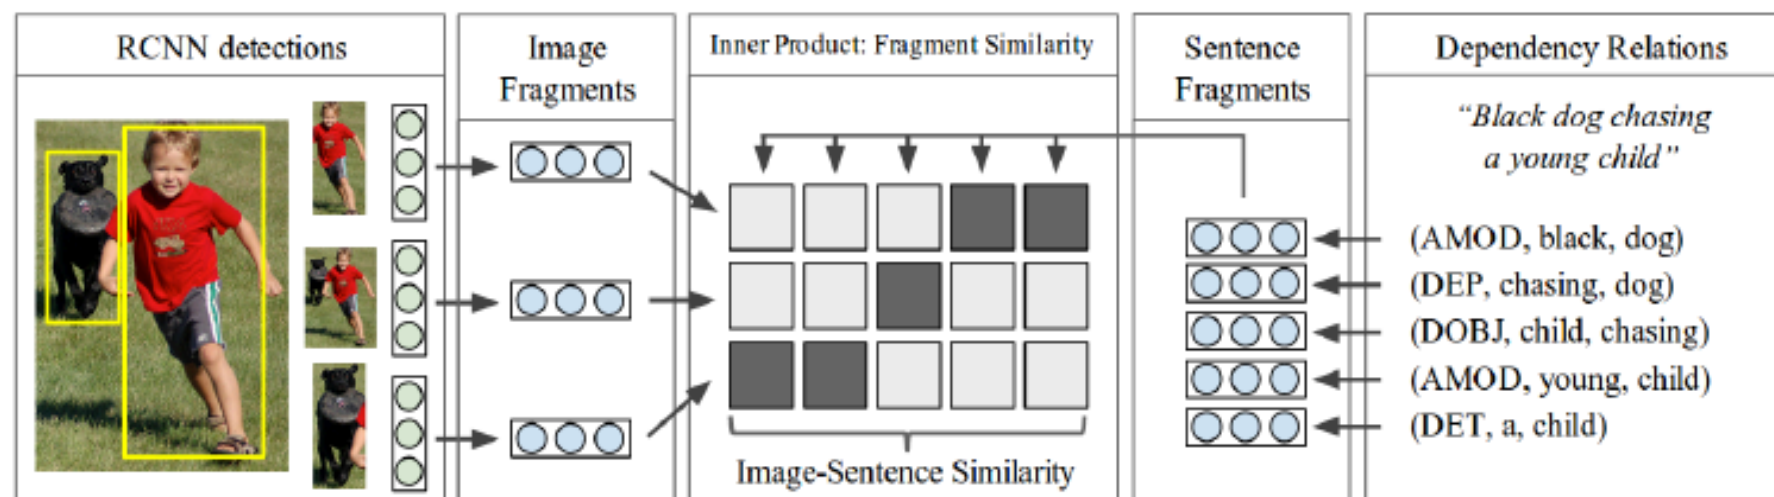 RCNN detections
Image
Fragments
Inner Product: Fragment Similarity
Image-Sentence Similarity
Sentence
Fragments
Dependency Relations
“Black dog chasing
a young child”
(AMOD, black, dog)
(DEP, chasing, dog)
(DOBJ, child, chasing)
(AMOD, young, child)
(DET, a, child)